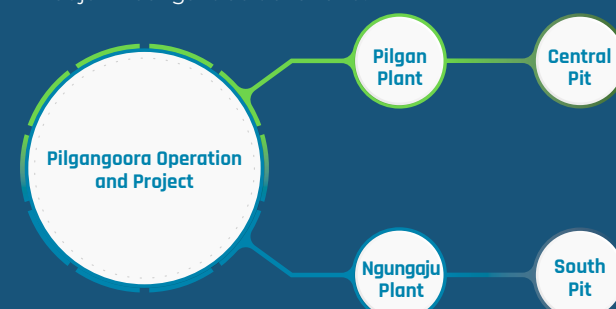 Pilgan
Plant
Central
Pit
Pilgangoora Operation
and Project
Ngungaju
Plant
South
Pit